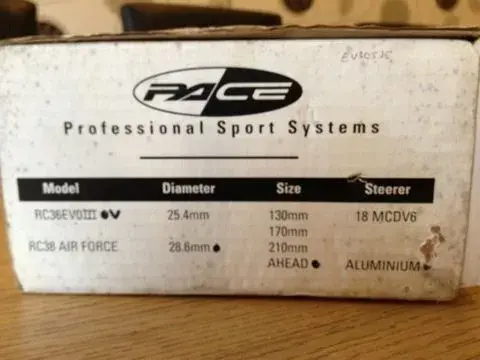 PACE
Professional Sport Systems
Model Diameter Size Steerer
RC36EVOIII 25.4mm 130mm 18 MCDV6
170mm
RC38 AIR FORCE 28.6mm 210mm
AHEAD ALUMINIUM